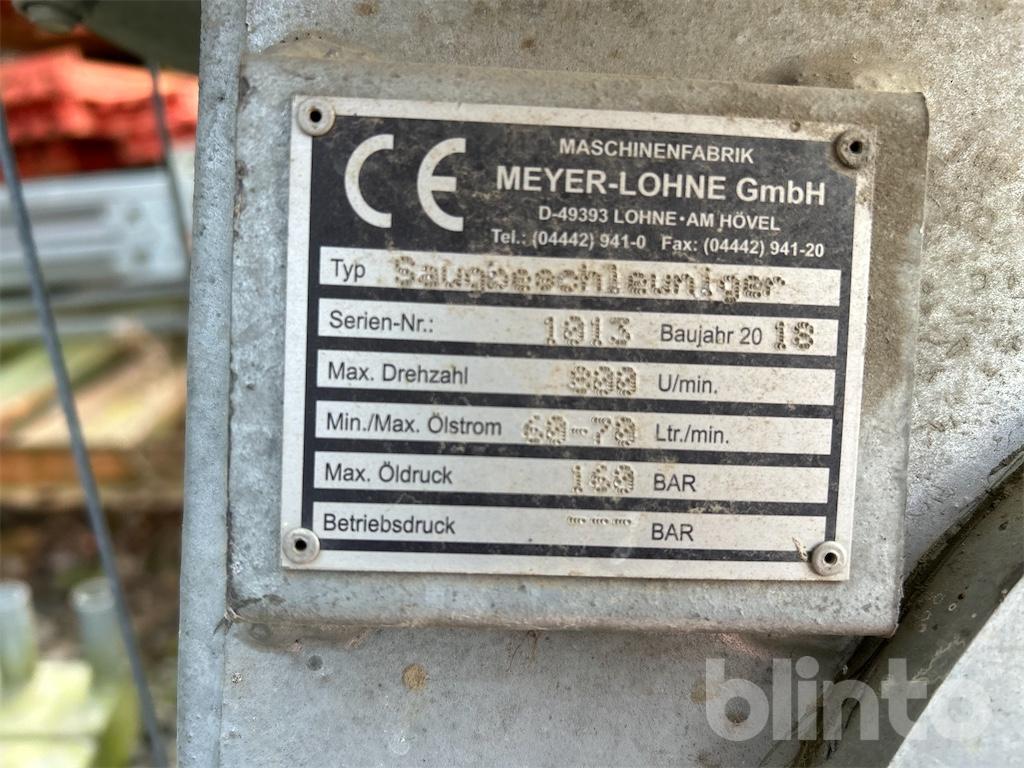 CE
MASCHINENFABRIK
MEYER-LOHNE GmbH
D-49393 LOHNE · AM HÖVEL
Tel.: (04442) 941-0 Fax: (04442) 941-20
Typ Saugbeschleuniger
Serien-Nr.: 1013 Baujahr 20 18
Max. Drehzahl 800 U/min.
Min./Max. Ölstrom 60-70 Ltr./min.
Max. Öldruck 160 BAR
Betriebsdruck --- BAR
blinto